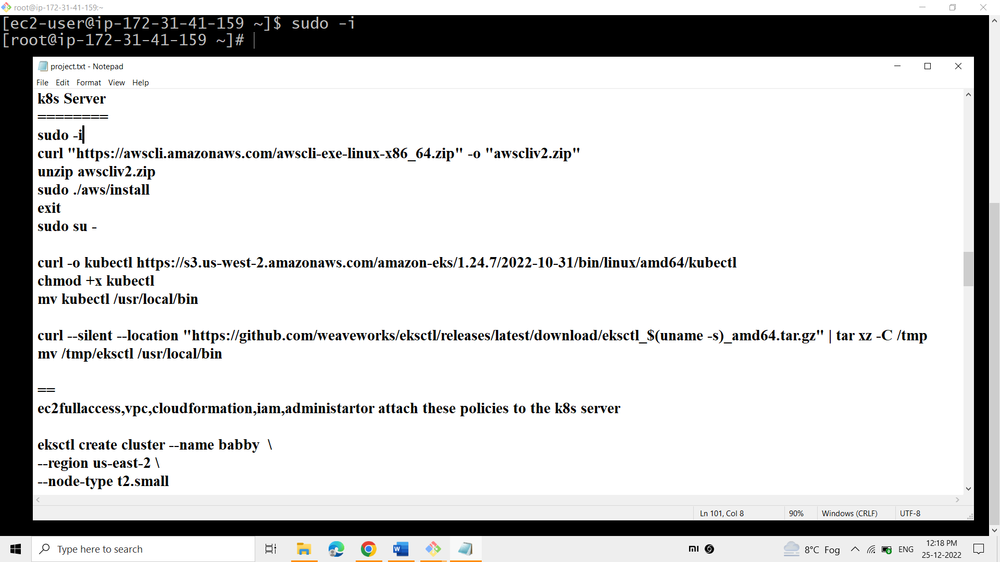 root@ip-172-31-41-159:~
[ec2-user@ip-172-31-41-159 ~]$ sudo -i
[root@ip-172-31-41-159 ~]#
project.txt - Notepad
File Edit Format View Help
k8s Server
========
sudo -i
curl "https://awscli.amazonaws.com/awscli-exe-linux-x86_64.zip" -o "awscliv2.zip"
unzip awscliv2.zip
sudo ./aws/install
exit
sudo su -
curl -o kubectl https://s3.us-west-2.amazonaws.com/amazon-eks/1.24.7/2022-10-31/bin/linux/amd64/kubectl
chmod +x kubectl
mv kubectl /usr/local/bin
curl --silent --location "https://github.com/weaveworks/eksctl/releases/latest/download/eksctl_$(uname -s)_amd64.tar.gz" | tar xz -C /tmp
mv /tmp/eksctl /usr/local/bin
==
ec2fullaccess,vpc,cloudformation,iam,administartor attach these policies to the k8s server
eksctl create cluster --name babby  \
--region us-east-2 \
--node-type t2.small
Ln 101, Col 8 90% Windows (CRLF) UTF-8
Type here to search
W
mi
8°C Fog
ENG
12:18 PM
25-12-2022